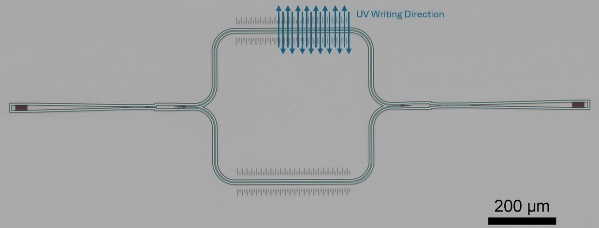 UV Writing Direction
200 μm